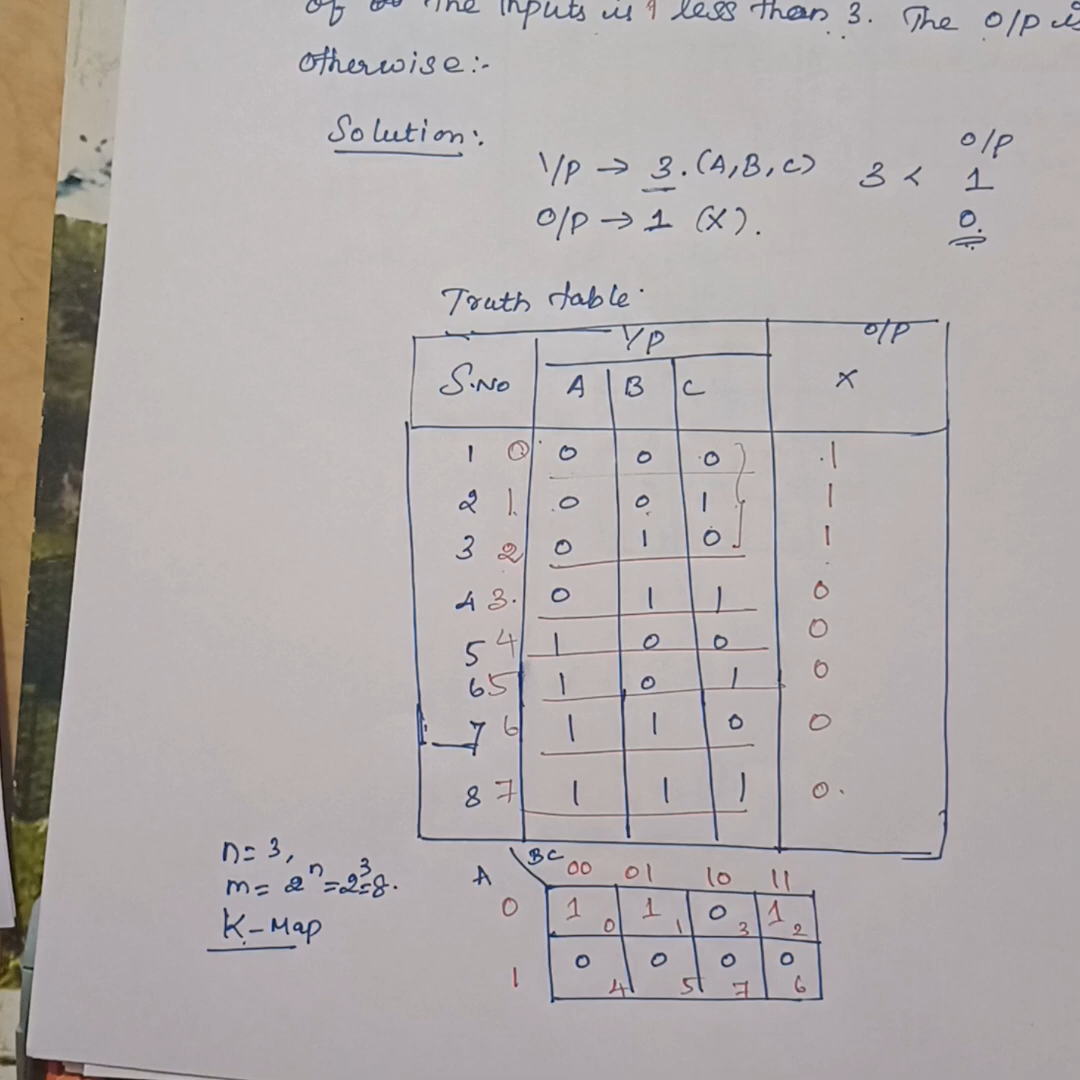 of the inputs is less than 3. The O/P is
otherwise:-
Solution:
I/P → 3. (A, B, C) 3 < O/P 1
O/P → 1 (X). 0.
Truth table.
S.No I/P O/P
A B C X
1 0 0 0 0 1
2 1 0 0 1 1
3 2 0 1 0 1
4 3. 0 1 1 0
5 4 1 0 0 0
6 5 1 0 1 0
7 6 1 1 0 0
8 7 1 1 1 0.
n = 3,
m = 2^n = 2^3 = 8.
K-Map
A BC 00 01 10 11
0 1 0 1 1 0 3 1 2
1 0 4 0 5 0 7 0 6